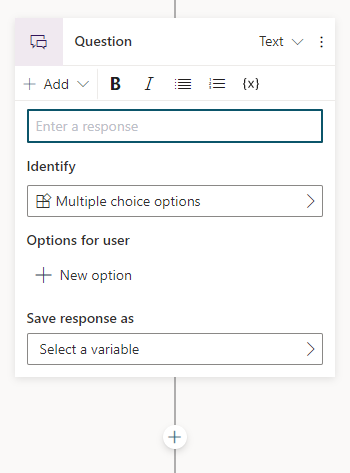 Question Text
Add B I {x}
Enter a response
Identify
Multiple choice options
Options for user
New option
Save response as
Select a variable